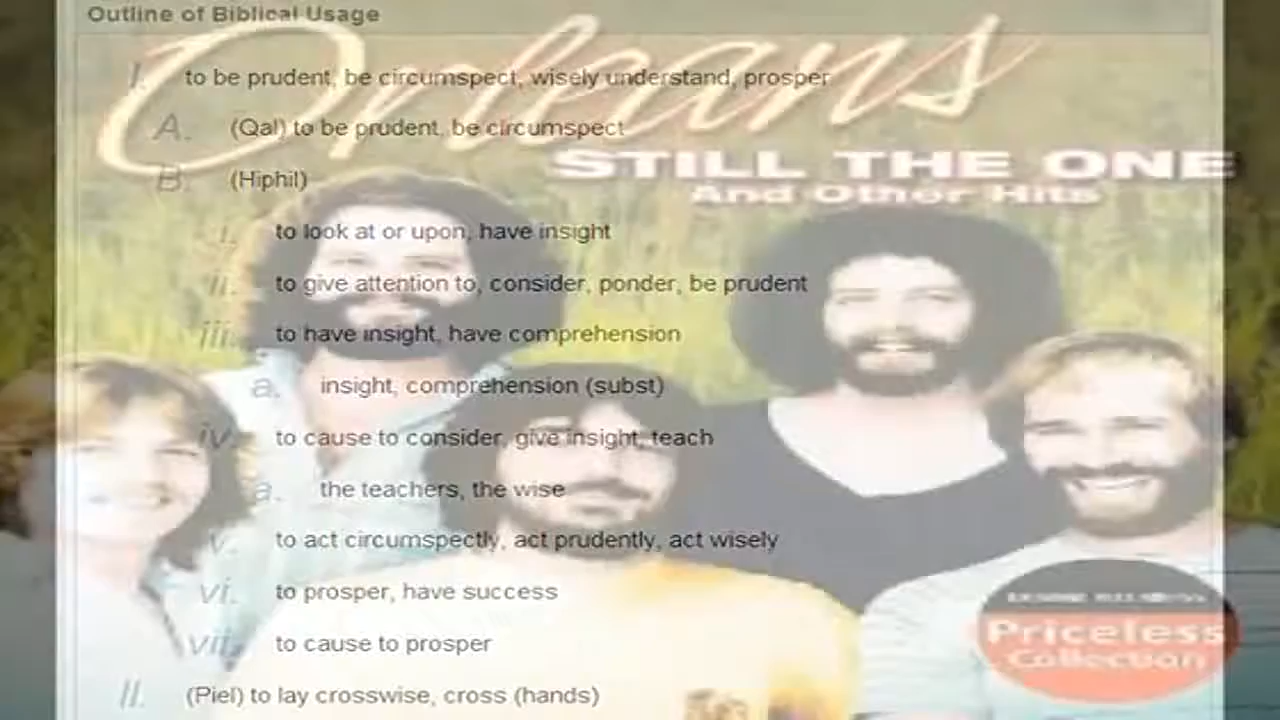 Outline of Biblical Usage
Orleans
I. to be prudent, be circumspect, wisely understand, prosper
A. (Qal) to be prudent, be circumspect
STILL THE ONE
B. (Hiphil)
And Other Hits
i. to look at or upon, have insight
ii. to give attention to, consider, ponder, be prudent
iii. to have insight, have comprehension
a. insight, comprehension (subst)
iv. to cause to consider, give insight, teach
a. the teachers, the wise
v. to act circumspectly, act prudently, act wisely
vi. to prosper, have success
Priceless
vii. to cause to prosper
Collection
II. (Piel) to lay crosswise, cross (hands)